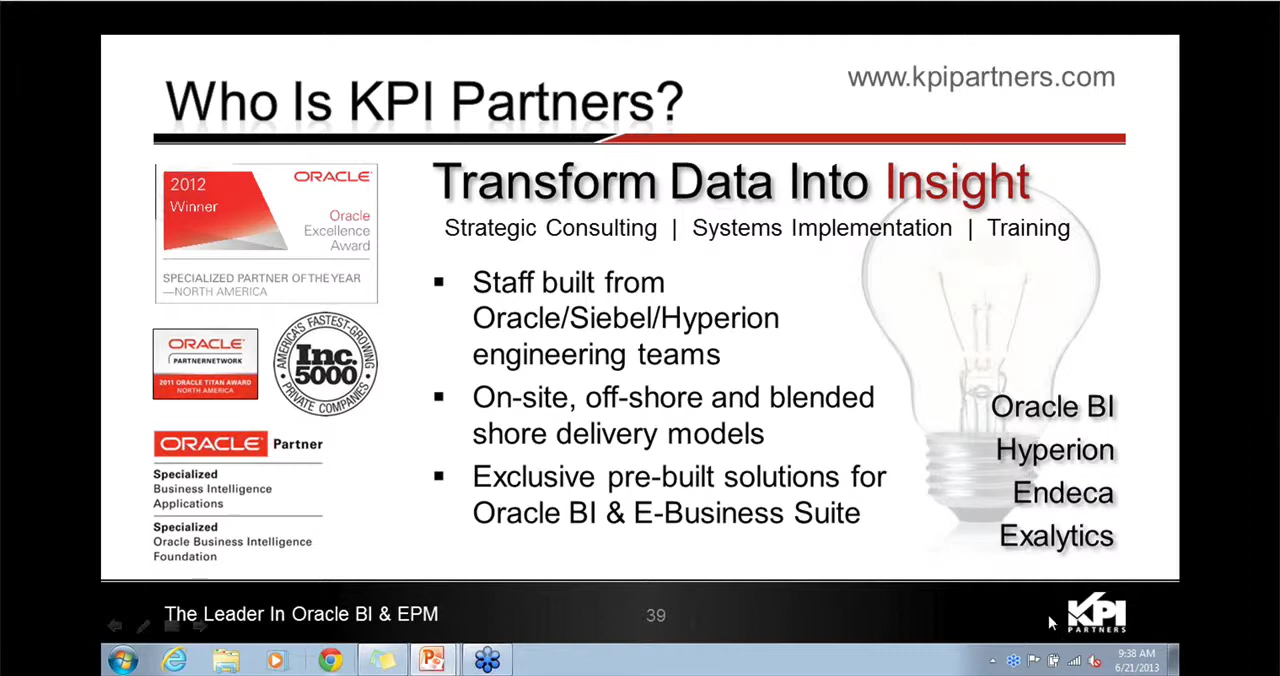 www.kpipartners.com
Who Is KPI Partners?
2012
Winner
ORACLE
Oracle
Excellence
Award
SPECIALIZED PARTNER OF THE YEAR
—NORTH AMERICA
ORACLE
PARTNERNETWORK
2011 ORACLE TITAN AWARD
NORTH AMERICA
AMERICA'S FASTEST-GROWING
Inc.
5000
PRIVATE COMPANIES
ORACLE Partner
Specialized
Business Intelligence
Applications
Specialized
Oracle Business Intelligence
Foundation
Transform Data Into Insight
Strategic Consulting | Systems Implementation | Training
▪ Staff built from
Oracle/Siebel/Hyperion
engineering teams
▪ On-site, off-shore and blended
shore delivery models
▪ Exclusive pre-built solutions for
Oracle BI & E-Business Suite
Oracle BI
Hyperion
Endeca
Exalytics
The Leader In Oracle BI & EPM
39
KPI
PARTNERS
9:38 AM
6/21/2013